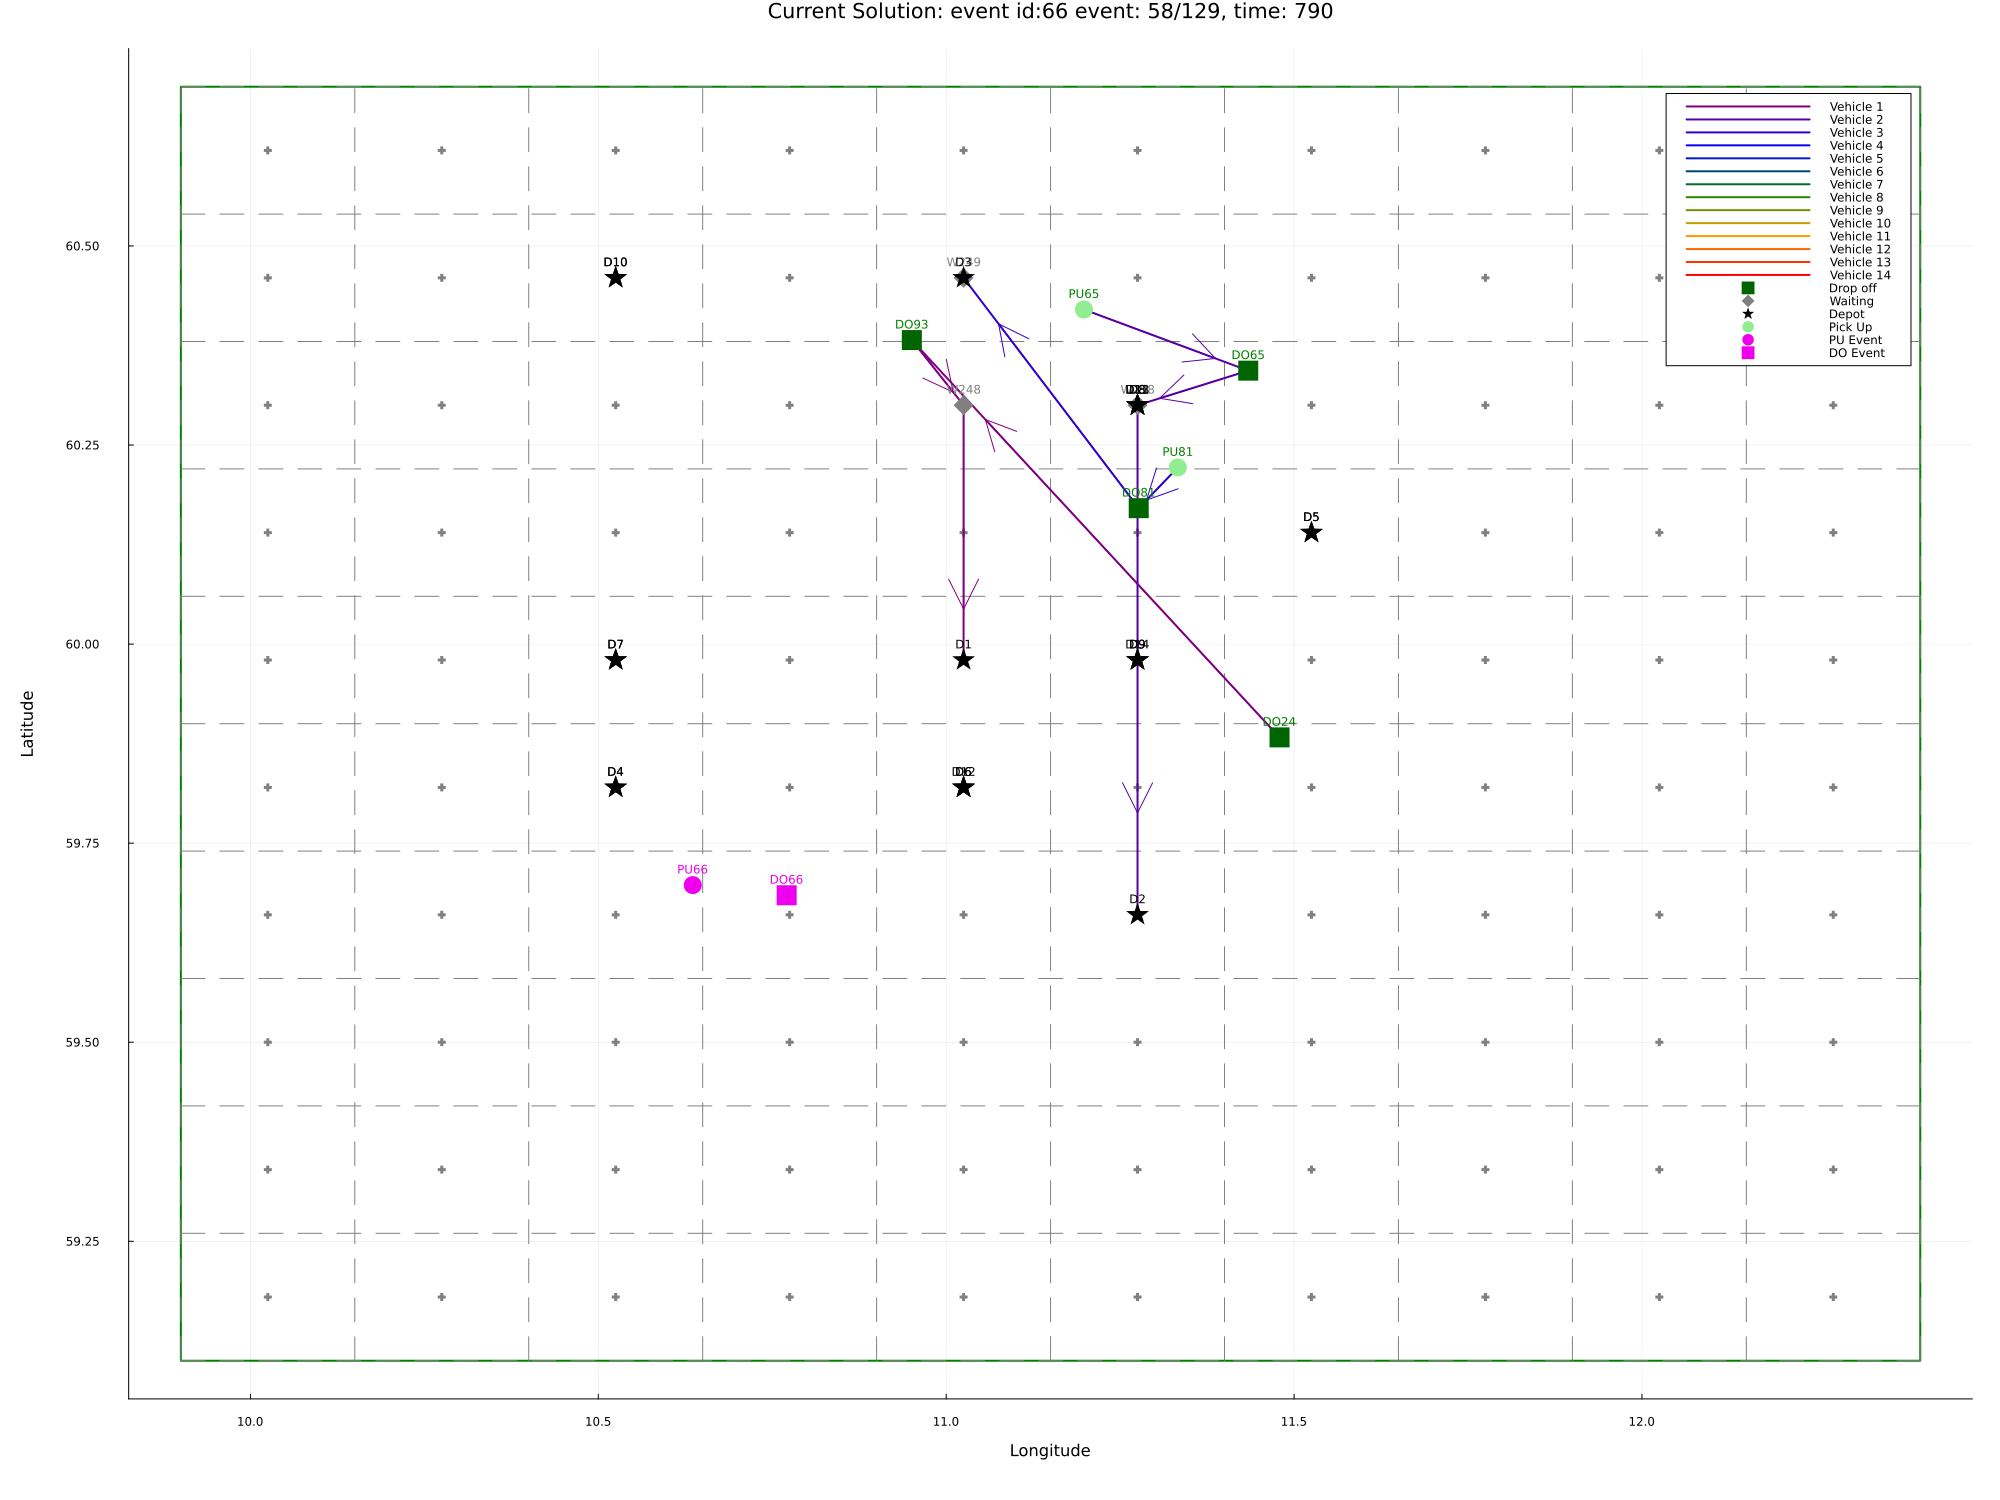 Current Solution: event id:66 event: 58/129, time: 790
Vehicle 1
Vehicle 2
Vehicle 3
Vehicle 4
Vehicle 5
Vehicle 6
Vehicle 7
Vehicle 8
Vehicle 9
Vehicle 10
Vehicle 11
Vehicle 12
Vehicle 13
Vehicle 14
Drop off
Waiting
Depot
Pick Up
PU Event
DO Event
60.50
60.25
60.00
59.75
59.50
59.25
Latitude
D10
D3
PU65
DO93
DO65
W248
PU81
DO81
D5
D7
D1
D9
DO24
D4
D6
PU66
DO66
D2
10.0
10.5
11.0
11.5
12.0
Longitude